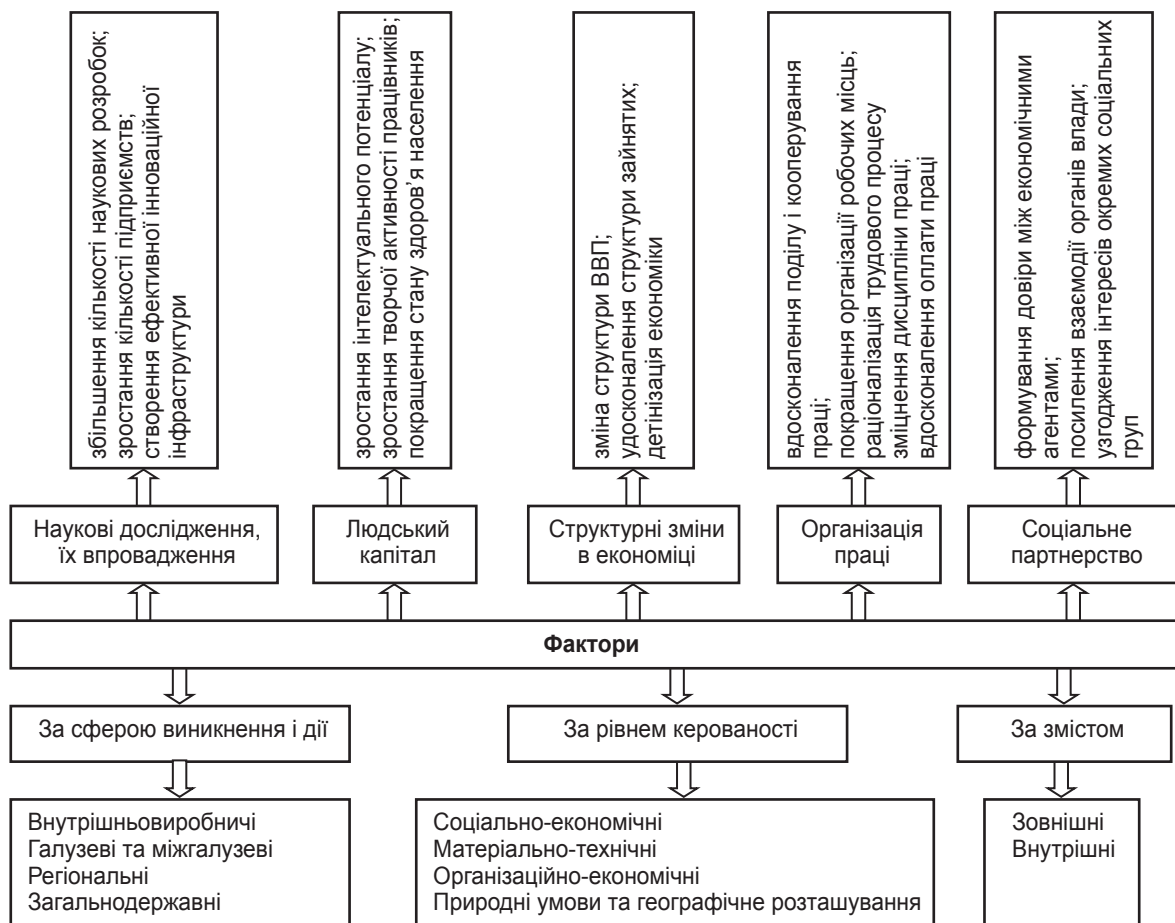 збільшення кількості наукових розробок;
зростання кількості підприємств;
створення ефективної інноваційної
інфраструктури
зростання інтелектуального потенціалу;
зростання творчої активності працівників;
покращення стану здоров’я населення
зміна структури ВВП;
удосконалення структури зайнятих;
детінізація економіки
вдосконалення поділу і кооперування
праці;
покращення організації робочих місць;
раціоналізація трудового процесу
зміцнення дисципліни праці;
вдосконалення оплати праці
формування довіри між економічними
агентами;
посилення взаємодії органів влади;
узгодження інтересів окремих соціальних
груп
Наукові дослідження,
їх впровадження
Людський
капітал
Структурні зміни
в економіці
Організація
праці
Соціальне
партнерство
Фактори
За сферою виникнення і дії
За рівнем керованості
За змістом
Внутрішньовиробничі
Галузеві та міжгалузеві
Регіональні
Загальнодержавні
Соціально-економічні
Матеріально-технічні
Організаційно-економічні
Природні умови та географічне розташування
Зовнішні
Внутрішні